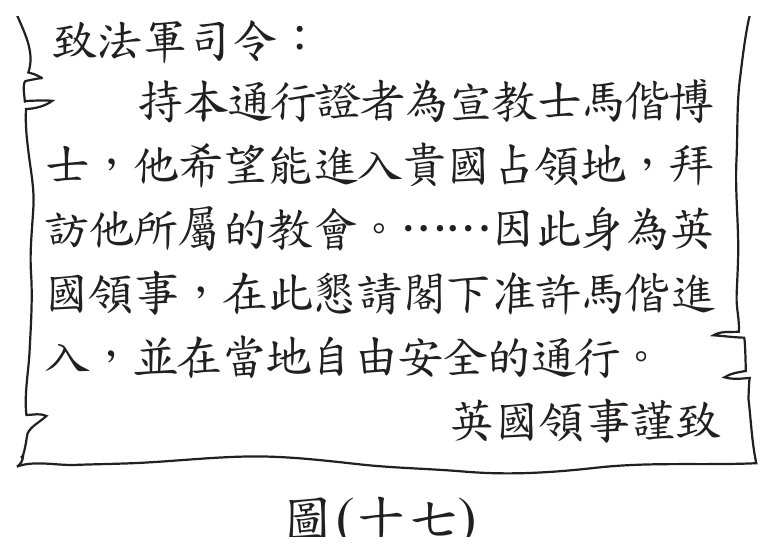 致法軍司令：
持本通行證者為宣教士馬偕博
士，他希望能進入貴國占領地，拜
訪他所屬的教會。……因此身為英
國領事，在此懇請閣下准許馬偕進
入，並在當地自由安全的通行。
英國領事謹致
圖(十七)